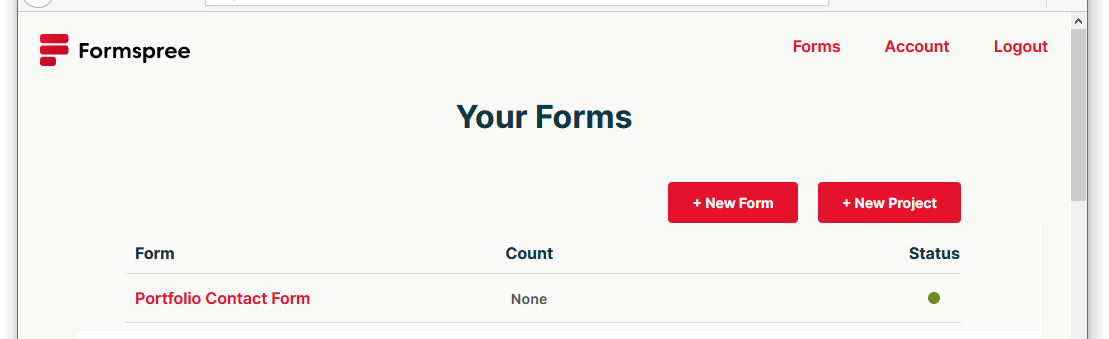 Formspree
Forms Account Logout
Your Forms
+ New Form + New Project
Form Count Status
Portfolio Contact Form None